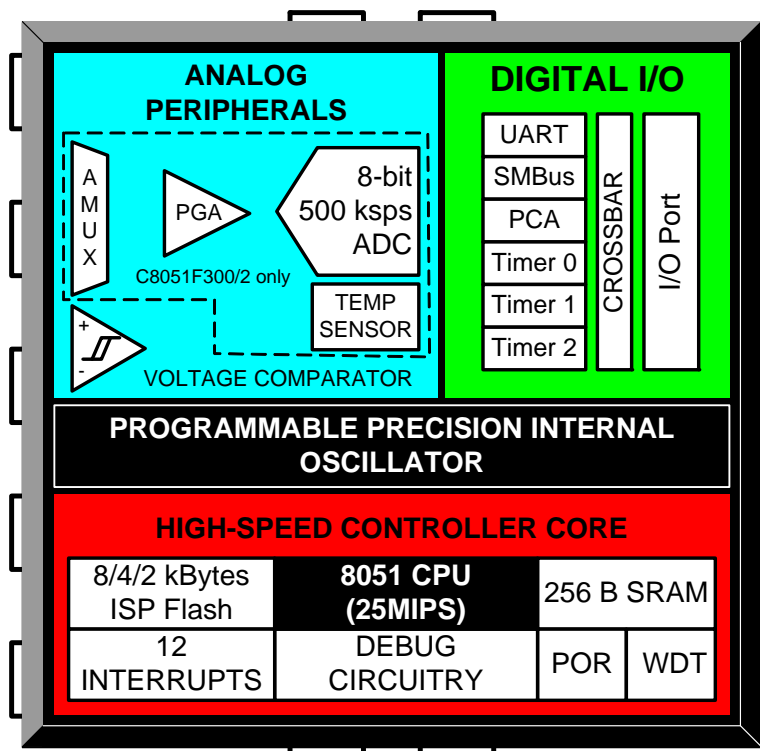 ANALOG
PERIPHERALS
A
M
U
X
PGA
8-bit
500 ksps
ADC
C8051F300/2 only
TEMP
SENSOR
+
-
VOLTAGE COMPARATOR
DIGITAL I/O
UART
SMBus
PCA
Timer 0
Timer 1
Timer 2
CROSSBAR
I/O Port
PROGRAMMABLE PRECISION INTERNAL
OSCILLATOR
HIGH-SPEED CONTROLLER CORE
8/4/2 kBytes
ISP Flash
8051 CPU
(25MIPS)
256 B SRAM
12
INTERRUPTS
DEBUG
CIRCUITRY
POR
WDT